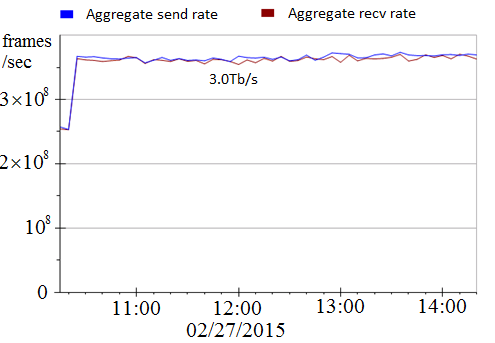 Aggregate send rate Aggregate recv rate
frames
/sec
3.0Tb/s
3×10⁸
2×10⁸
10⁸
0
11:00 12:00 13:00 14:00
02/27/2015